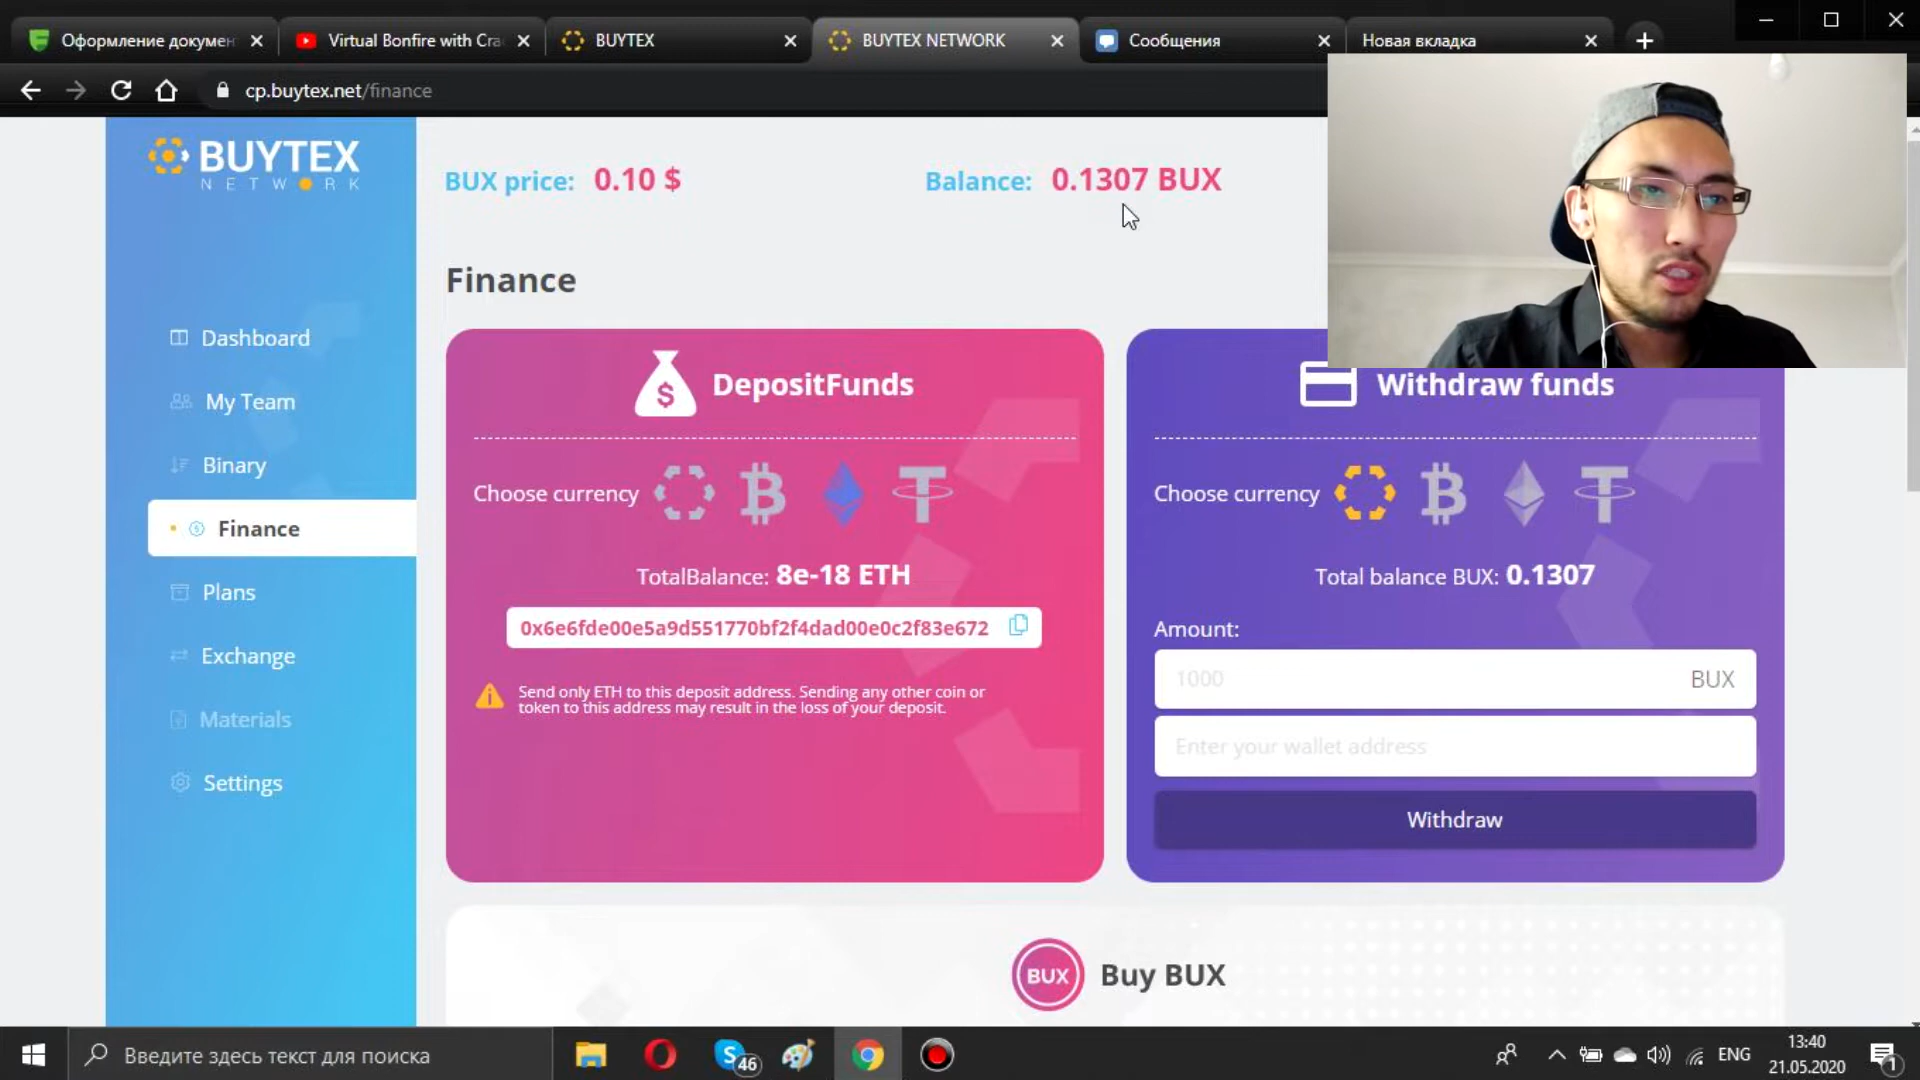 Оформление докумен
Virtual Bonfire with Cra
BUYTEX
BUYTEX NETWORK
Сообщения
Новая вкладка
cp.buytex.net/finance
BUYTEX
NETWORK
BUX price: 0.10 $
Balance: 0.1307 BUX
Finance
Dashboard
My Team
Binary
Finance
Plans
Exchange
Materials
Settings
DepositFunds
Choose currency
TotalBalance: 8e-18 ETH
0x6e6fde00e5a9d551770bf2f4dad00e0c2f83e672
Send only ETH to this deposit address. Sending any other coin or
token to this address may result in the loss of your deposit.
Withdraw funds
Choose currency
Total balance BUX: 0.1307
Amount:
1000
BUX
Enter your wallet address
Withdraw
BUX
Buy BUX
Введите здесь текст для поиска
46
ENG
13:40
21.05.2020
1